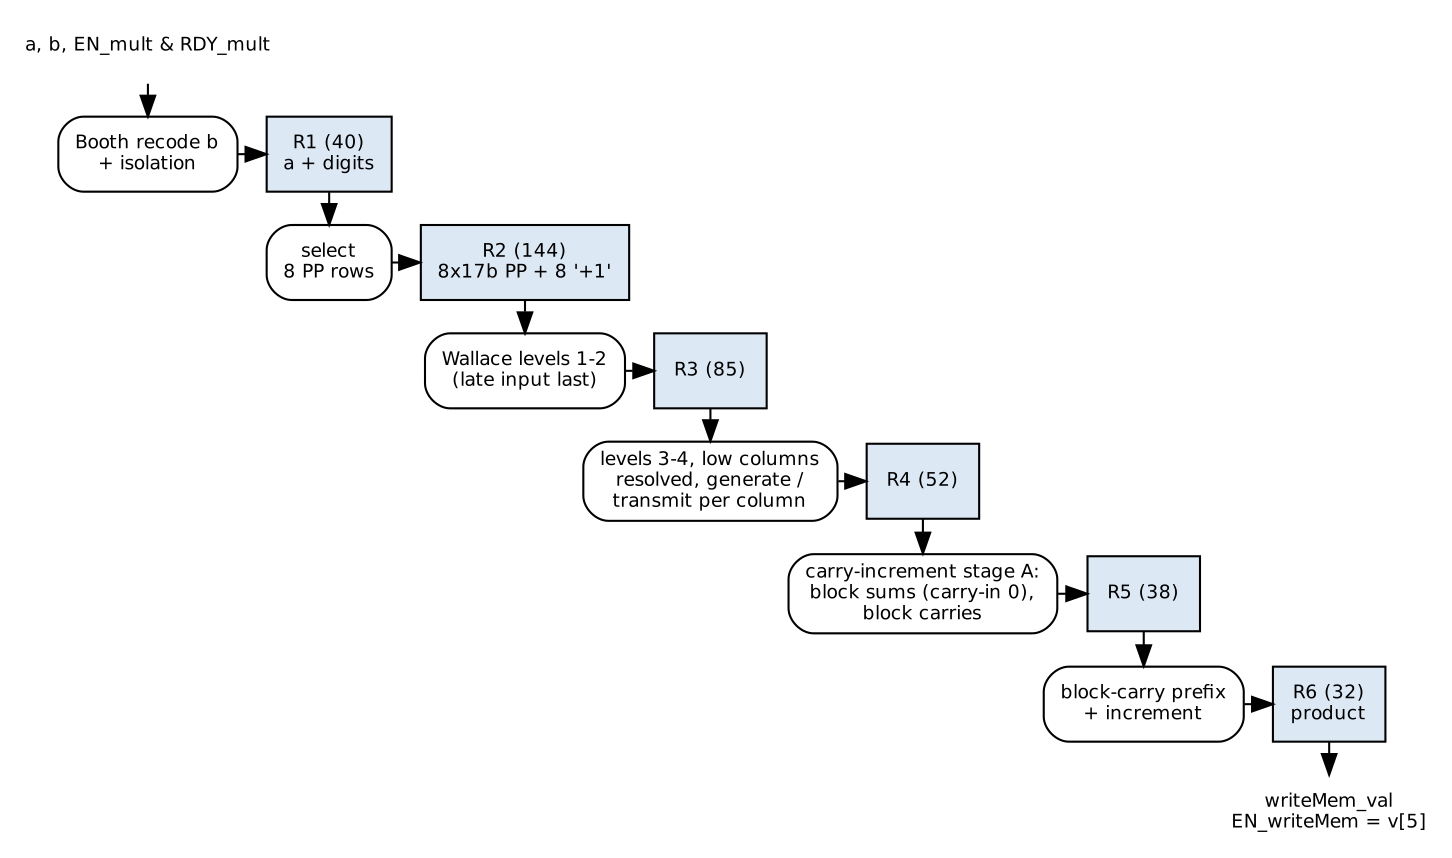 a, b, EN_mult & RDY_mult
Booth recode b
+ isolation
R1 (40)
a + digits
select
8 PP rows
R2 (144)
8x17b PP + 8 '+1'
Wallace levels 1-2
(late input last)
R3 (85)
levels 3-4, low columns
resolved, generate /
transmit per column
R4 (52)
carry-increment stage A:
block sums (carry-in 0),
block carries
R5 (38)
block-carry prefix
+ increment
R6 (32)
product
writeMem_val
EN_writeMem = v[5]